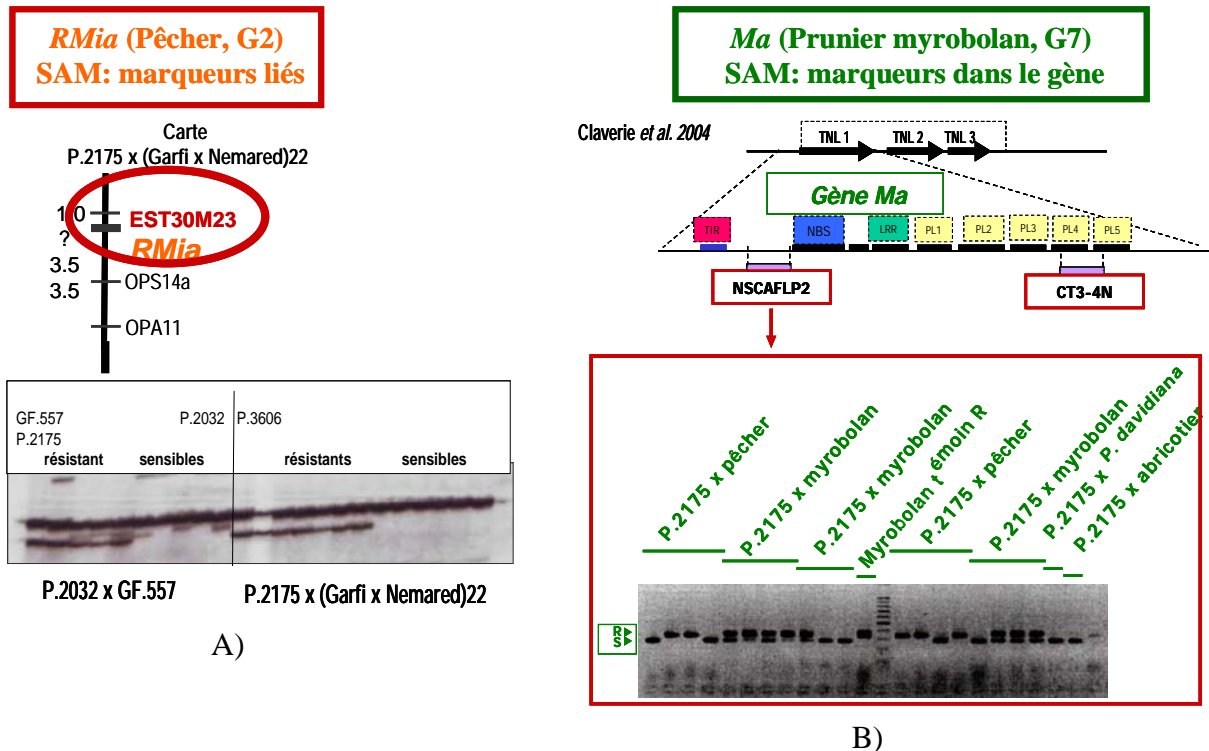 RMia (Pêcher, G2)
SAM: marqueurs liés
Carte
P.2175 x (Garfi x Nemared)22
1.0
EST30M23
?
RMia
3.5
OPS14a
3.5
OPA11
GF.557
P.2032
P.3606
P.2175
résistant
sensibles
résistants
sensibles
P.2032 x GF.557
P.2175 x (Garfi x Nemared)22
A)
Ma (Prunier myrobolan, G7)
SAM: marqueurs dans le gène
Claverie et al. 2004
TNL 1
TNL 2
TNL 3
Gène Ma
TIR
NBS
LRR
PL1
PL2
PL3
PL4
PL5
NSCAFLP2
CT3-4N
P.2175 x pêcher
P.2175 x myrobolan
P.2175 x myrobolan
Myrobolan t émoin R
P.2175 x pêcher
P.2175 x myrobolan
P.2175 x P. davidiana
P.2175 x abricotier
R
S
B)